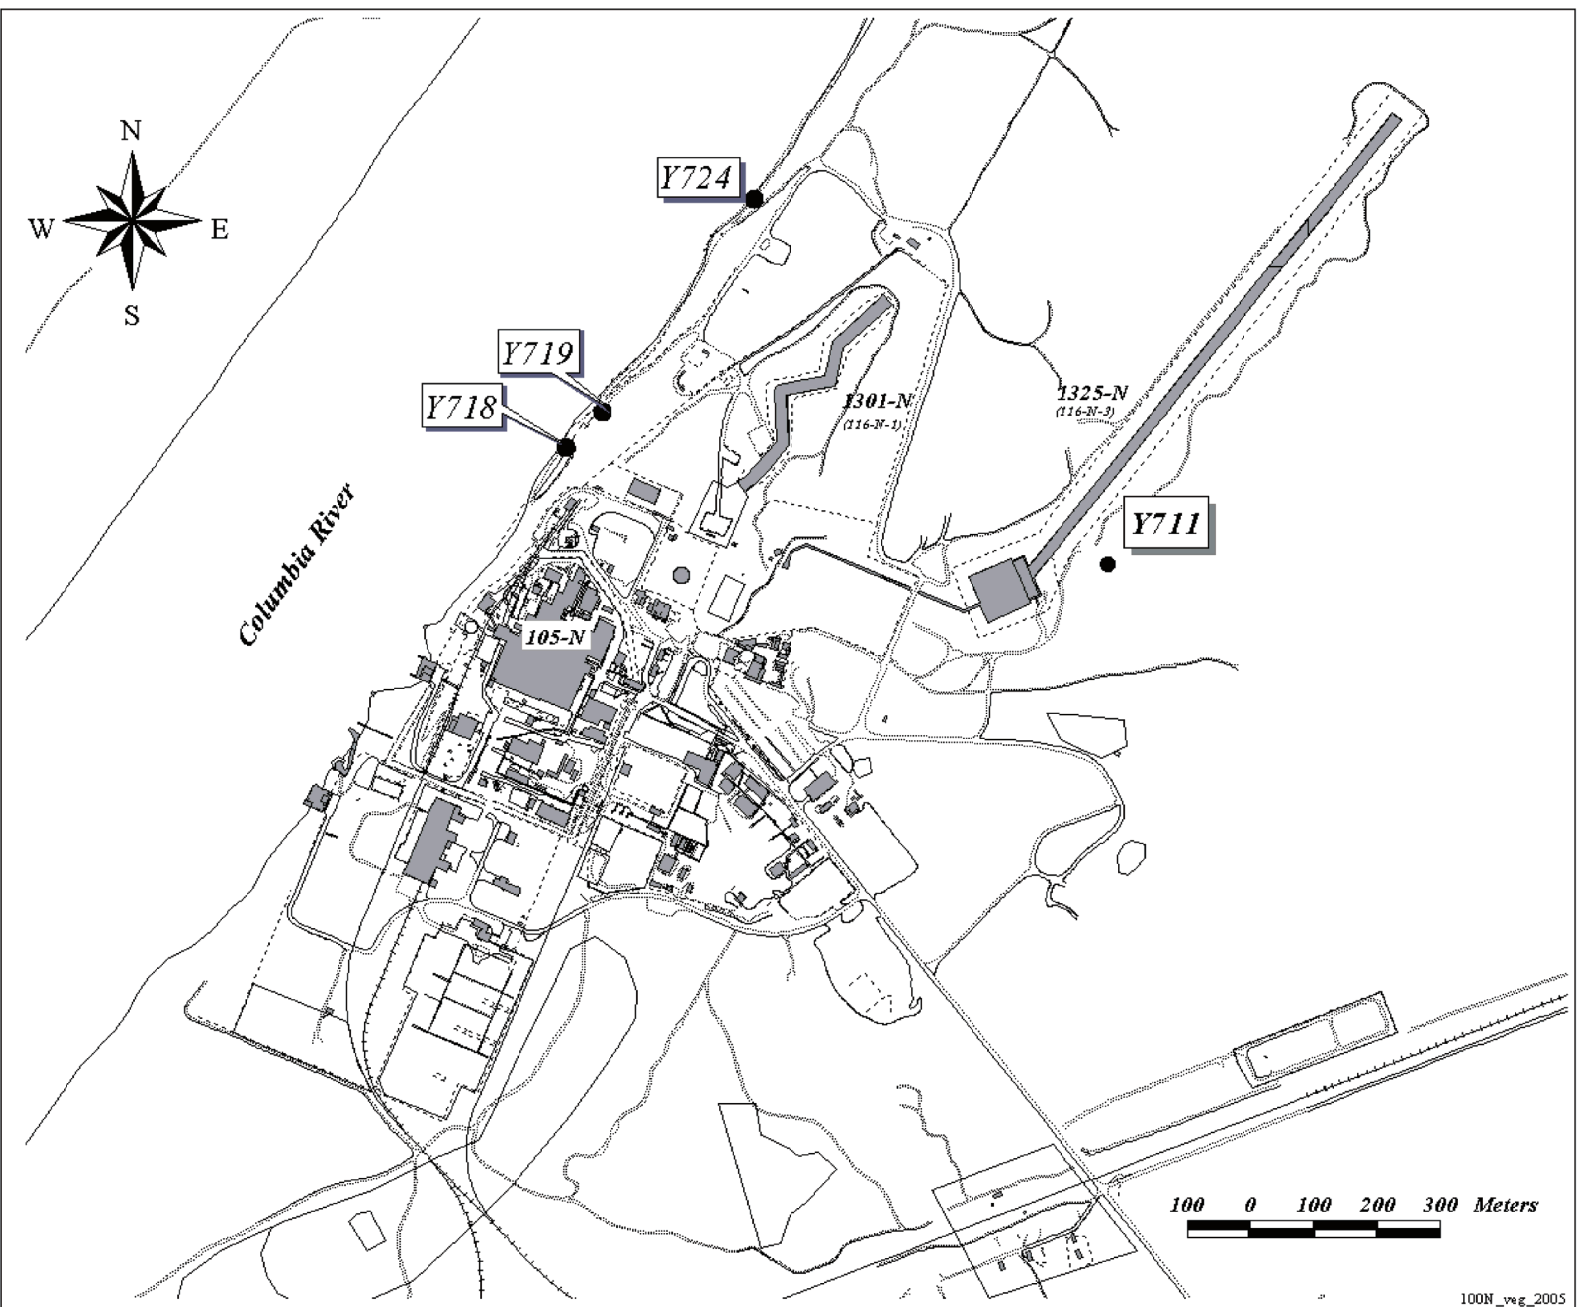 N
W E
S
Y724
Y719
Y718
1301-N
(116-N-1)
1325-N
(116-N-3)
Y711
Columbia River
105-N
100 0 100 200 300 Meters
100N_veg_2005